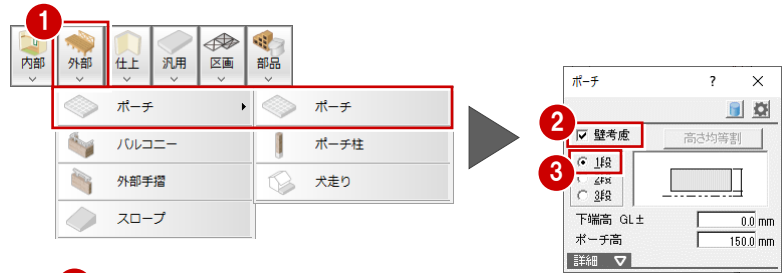 1
内部 外部 仕上 汎用 区画 部品
ポーチ ポーチ
バルコニー ポーチ柱
外部手摺 犬走り
スロープ
ポーチ ? ×
2
壁考慮 高さ均等割
3
1段
2段
3段
下端高 GL± 0.0 mm
ポーチ高 150.0 mm
詳細